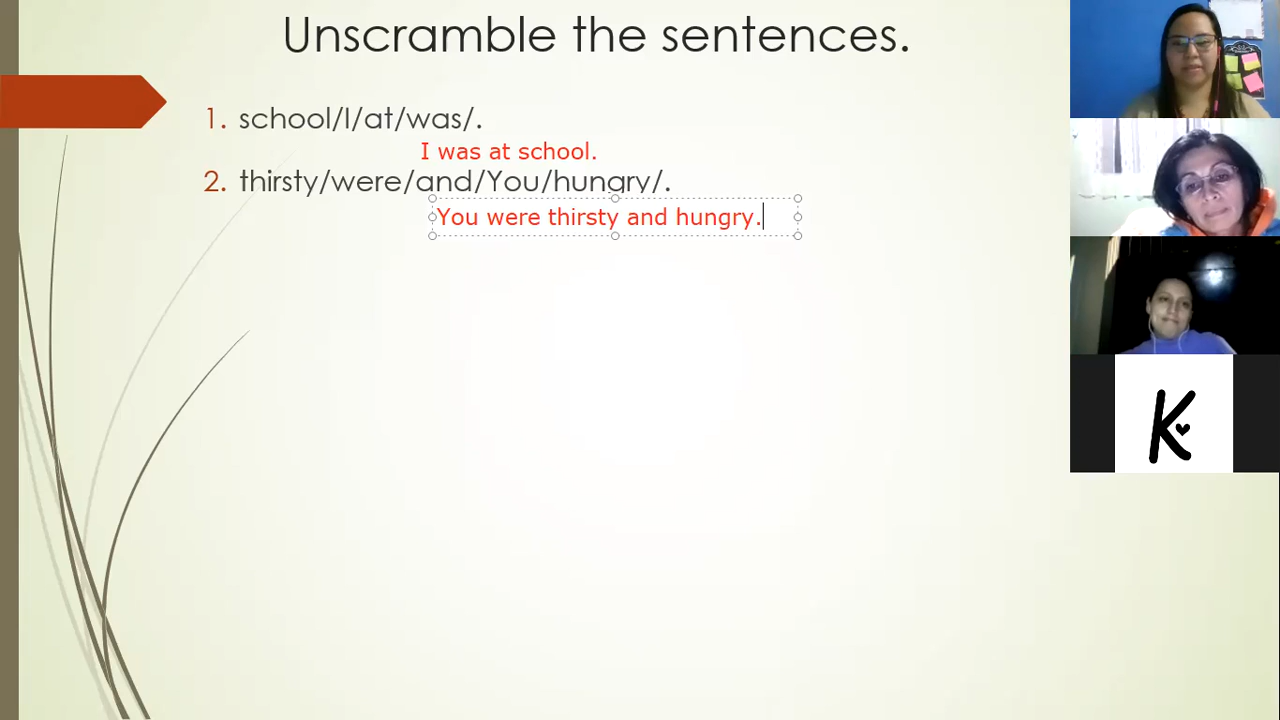 Unscramble the sentences.
1. school/I/at/was/.
I was at school.
2. thirsty/were/and/You/hungry/.
You were thirsty and hungry.
K